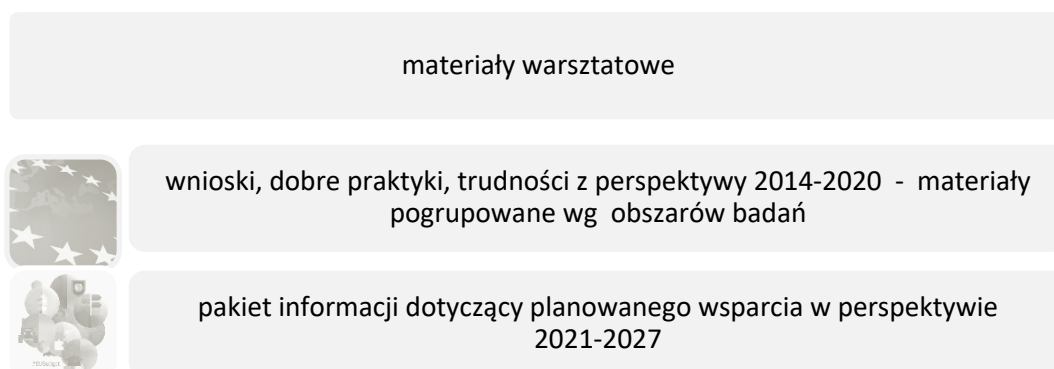 materiały warsztatowe
wnioski, dobre praktyki, trudności z perspektywy 2014-2020 - materiały
pogrupowane wg obszarów badań
pakiet informacji dotyczący planowanego wsparcia w perspektywie
2021-2027